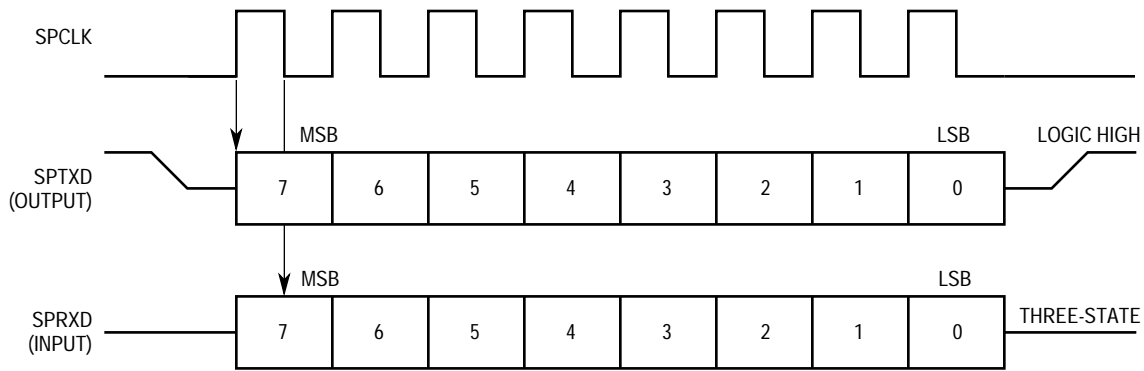 SPCLK
MSB LSB LOGIC HIGH
SPTXD
(OUTPUT)
7 6 5 4 3 2 1 0
MSB LSB
SPRXD
(INPUT)
7 6 5 4 3 2 1 0
THREE-STATE